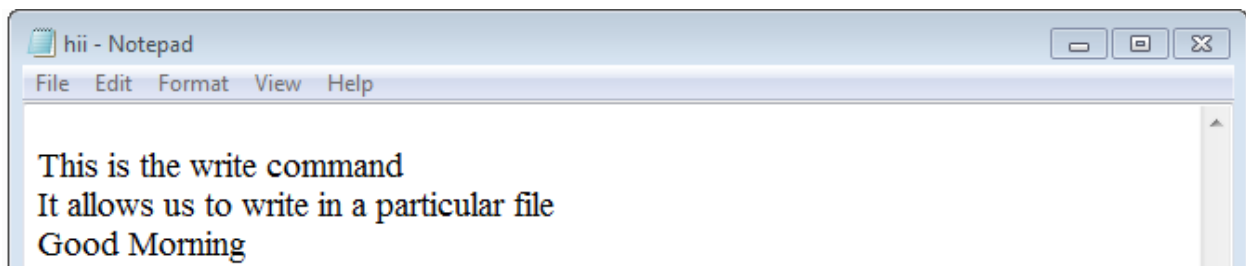 hii - Notepad
File Edit Format View Help
This is the write command
It allows us to write in a particular file
Good Morning